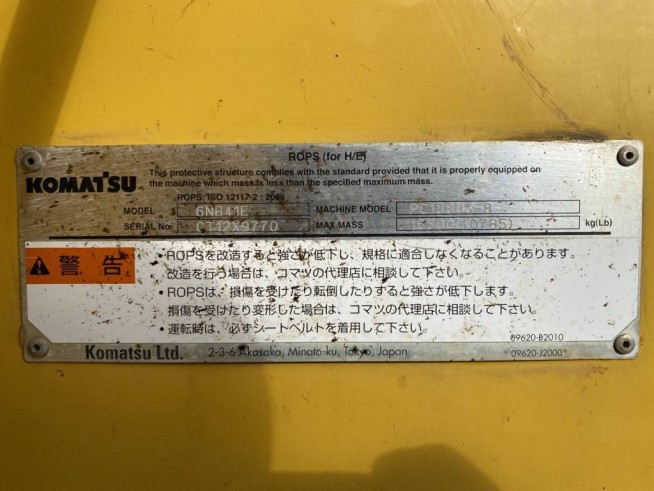 ROPS (for H/E)
KOMATSU
This protective structure complies with the standard provided that it is properly equipped on
the machine which mass is less than the specified maximum mass.
ROPS: ISO 12117-2 : 2008
MODEL 6NB41E MACHINE MODEL
SERIAL No CT12X9770 MAX.MASS kg(Lb)
警告
・ROPSを改造すると強さが低下し、規格に適合しなくなることがあります。
改造を行う場合は、コマツの代理店に相談して下さい。
・ROPSは、損傷を受けたり転倒したりすると強さが低下します。
損傷を受けたり変形した場合は、コマツの代理店に相談して下さい。
・運転時は、必ずシートベルトを着用して下さい。
09620-B2010
Komatsu Ltd. 2-3-6 Akasaka, Minato-ku, Tokyo, Japan 09620-J2000